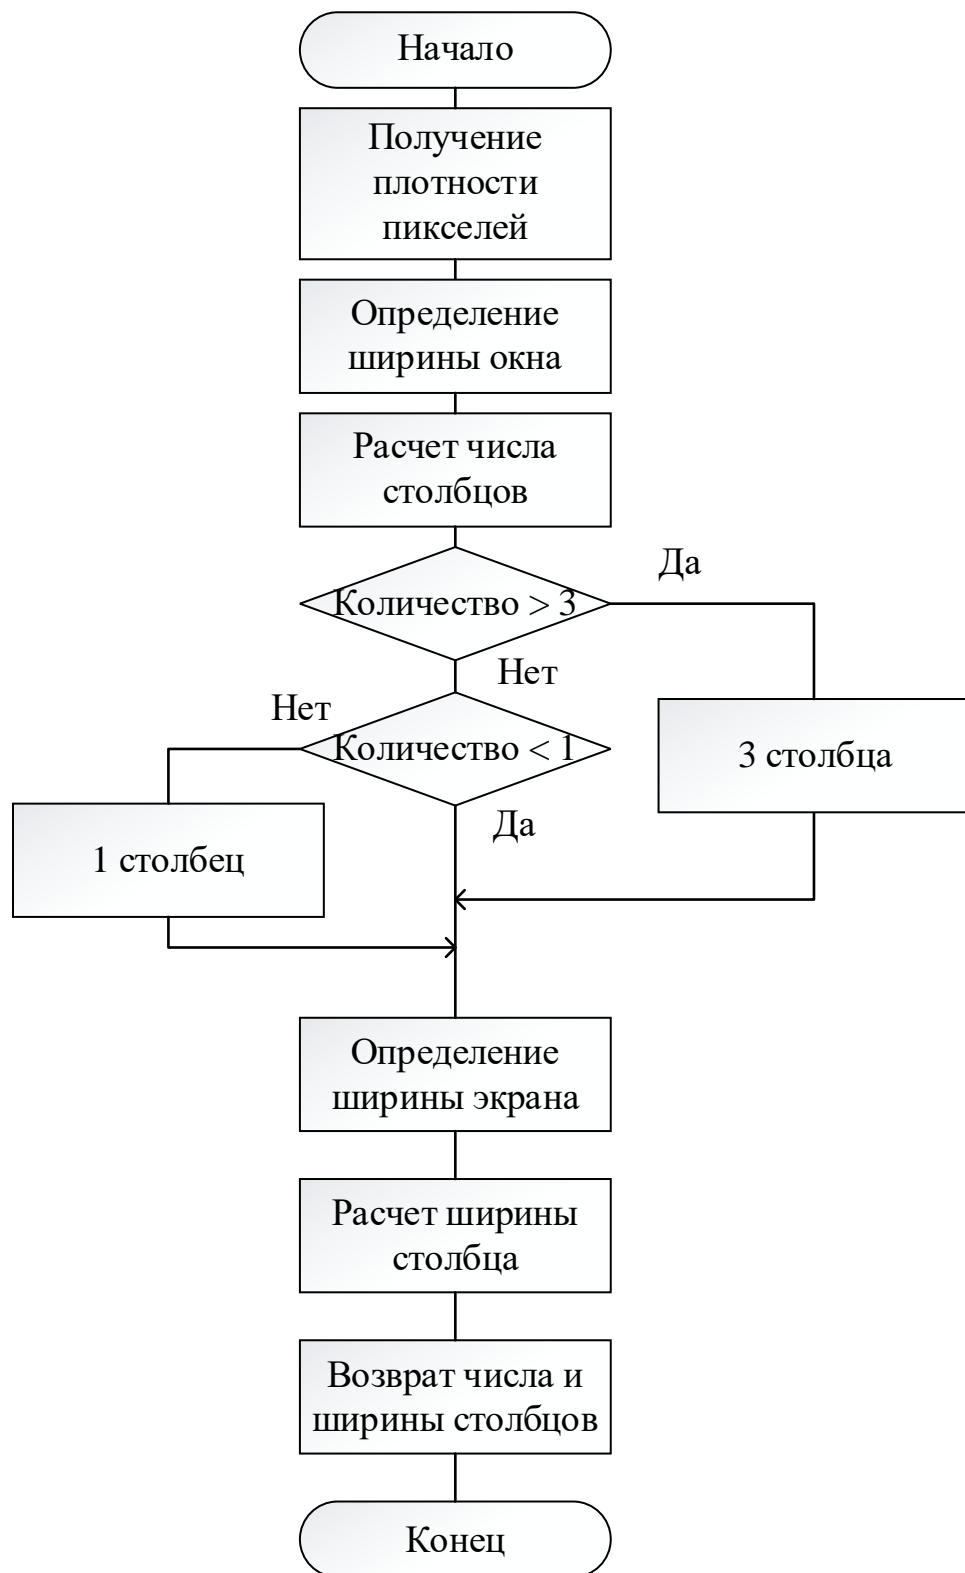 Начало
Получение
плотности
пикселей
Определение
ширины окна
Расчет числа
столбцов
Да
Количество > 3
Нет
Нет
Количество < 1
3 столбца
Да
1 столбец
Определение
ширины экрана
Расчет ширины
столбца
Возврат числа и
ширины столбцов
Конец